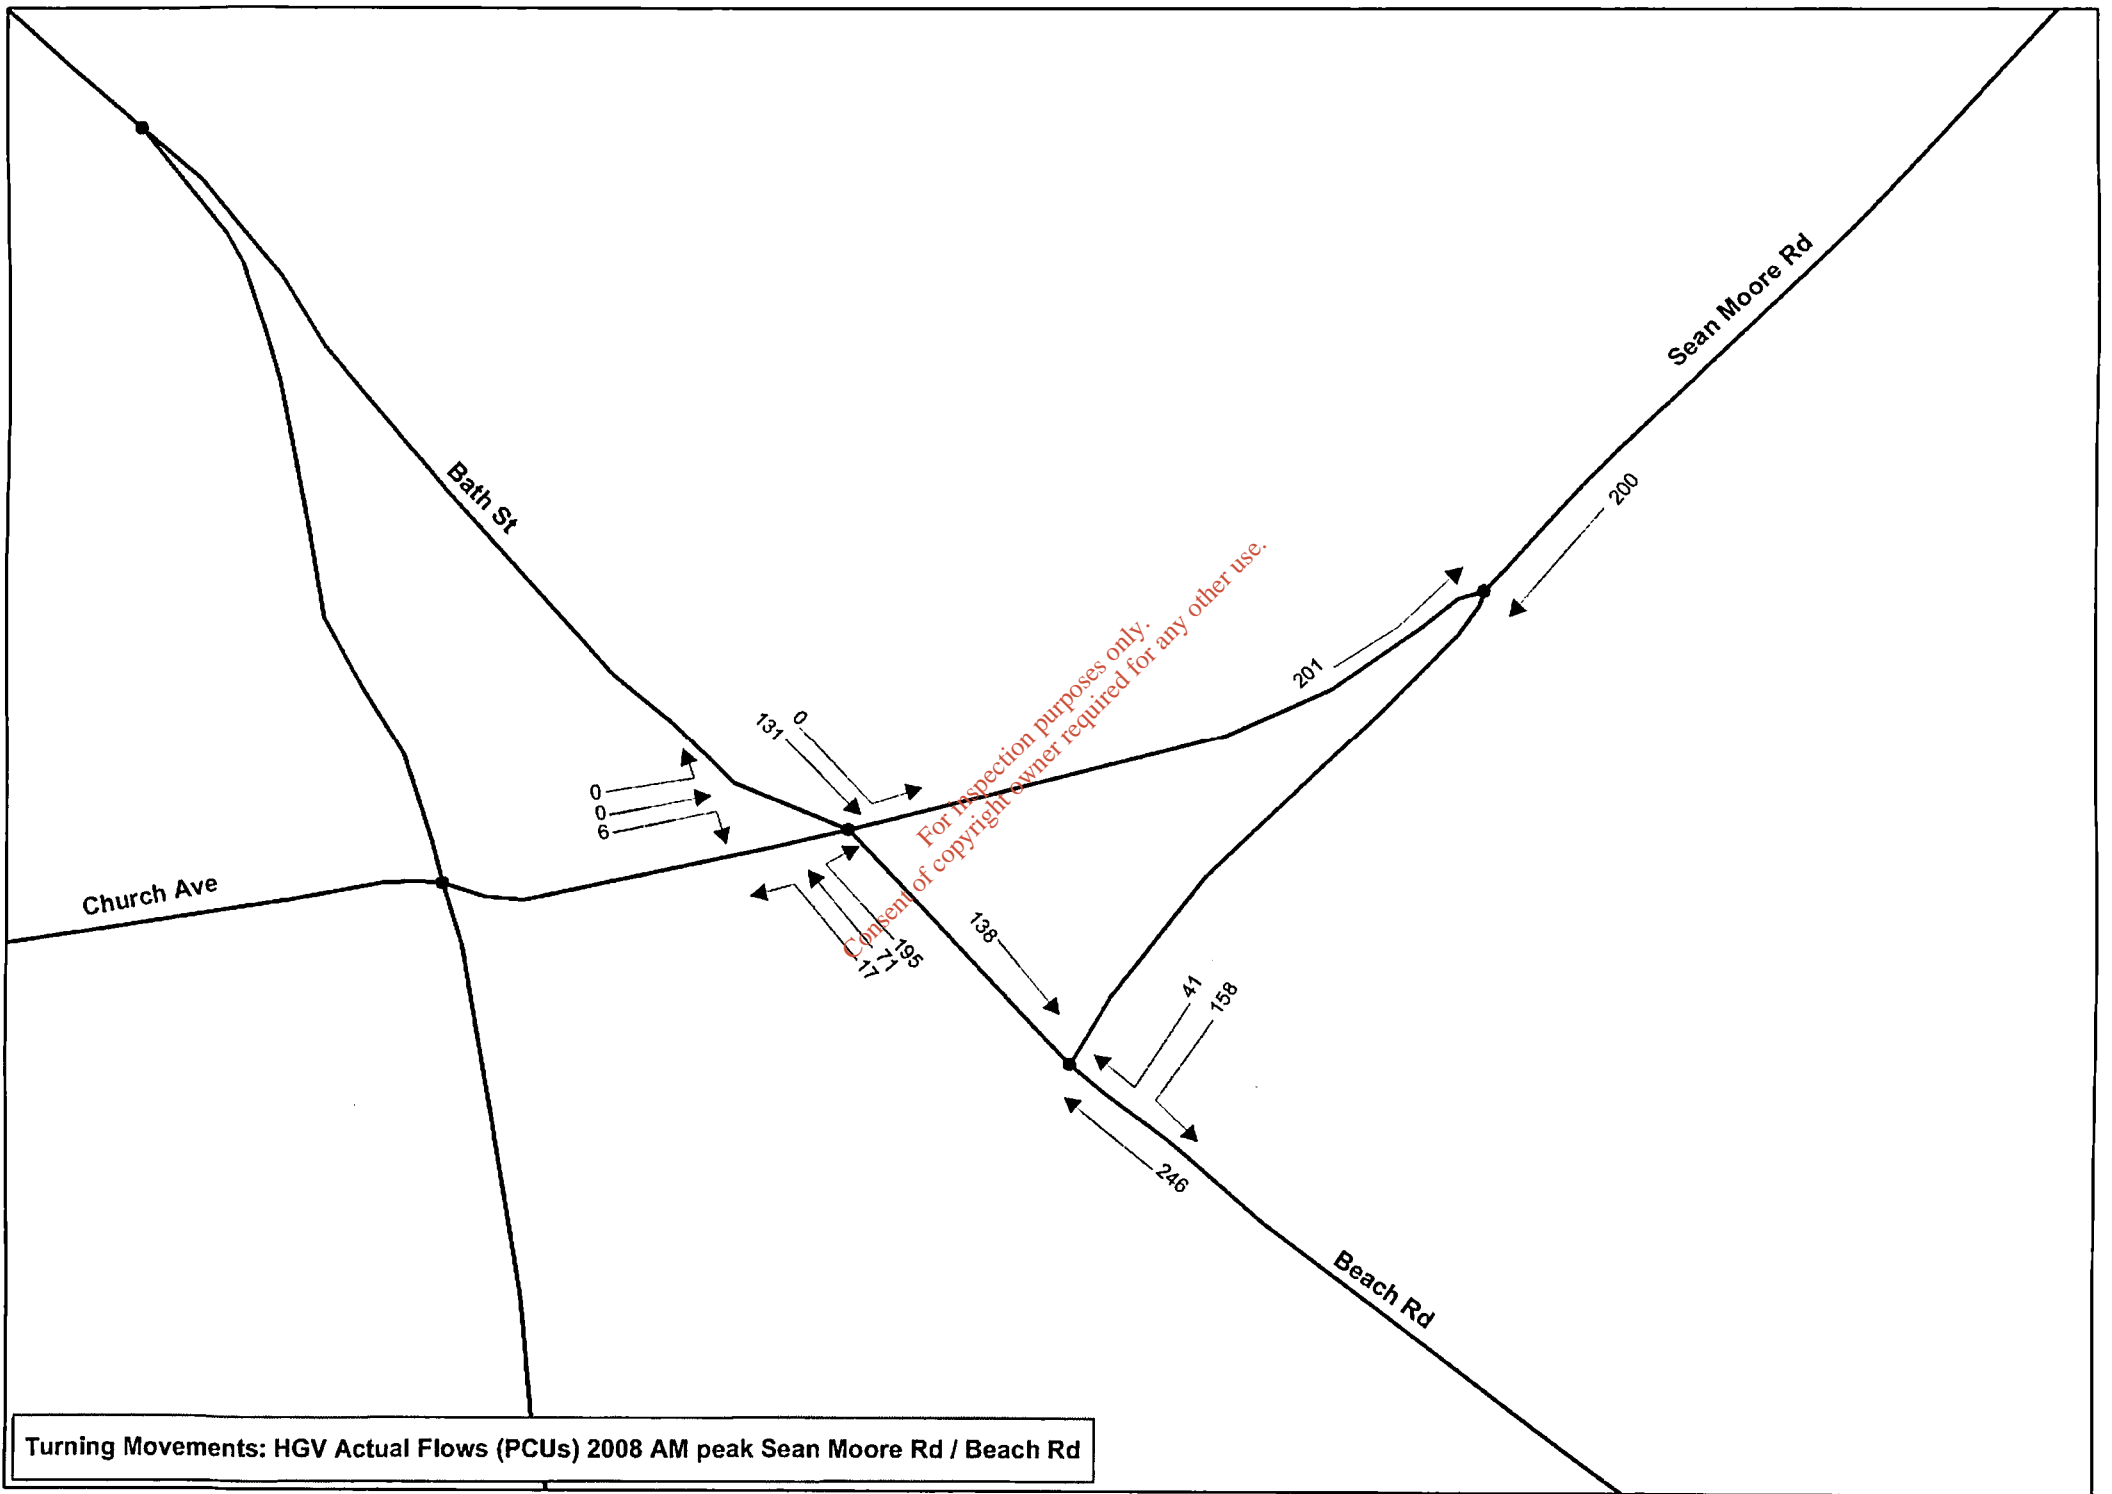 Sean Moore Rd
200
Bath St
For inspection purposes only.
Consent of copyright owner required for any other use.
201
131
0
0
0
6
Church Ave
195
71
17
138
41
158
246
Beach Rd
Turning Movements: HGV Actual Flows (PCUs) 2008 AM peak Sean Moore Rd / Beach Rd